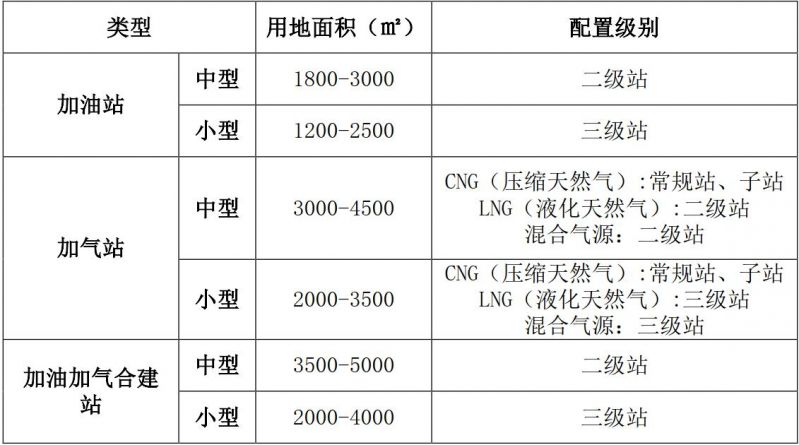 类型 用地面积（㎡） 配置级别
加油站 中型 1800-3000 二级站
小型 1200-2500 三级站
加气站 中型 3000-4500 CNG（压缩天然气）:常规站、子站
LNG（液化天然气）:二级站
混合气源：二级站
小型 2000-3500 CNG（压缩天然气）:常规站、子站
LNG（液化天然气）:三级站
混合气源：三级站
加油加气合建
站
中型 3500-5000 二级站
小型 2000-4000 三级站